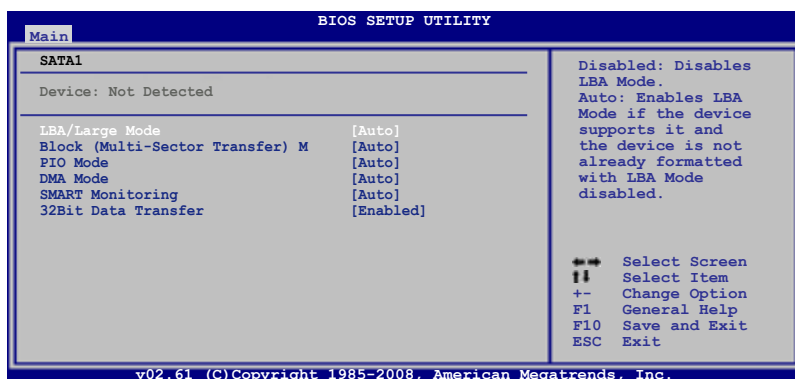 BIOS SETUP UTILITY
Main
SATA1
Device: Not Detected
LBA/Large Mode [Auto]
Block (Multi-Sector Transfer) M [Auto]
PIO Mode [Auto]
DMA Mode [Auto]
SMART Monitoring [Auto]
32Bit Data Transfer [Enabled]
Disabled: Disables
LBA Mode.
Auto: Enables LBA
Mode if the device
supports it and
the device is not
already formatted
with LBA Mode
disabled.
Select Screen
Select Item
+- Change Option
F1 General Help
F10 Save and Exit
ESC Exit
v02.61 (C)Copyright 1985-2008, American Megatrends, Inc.